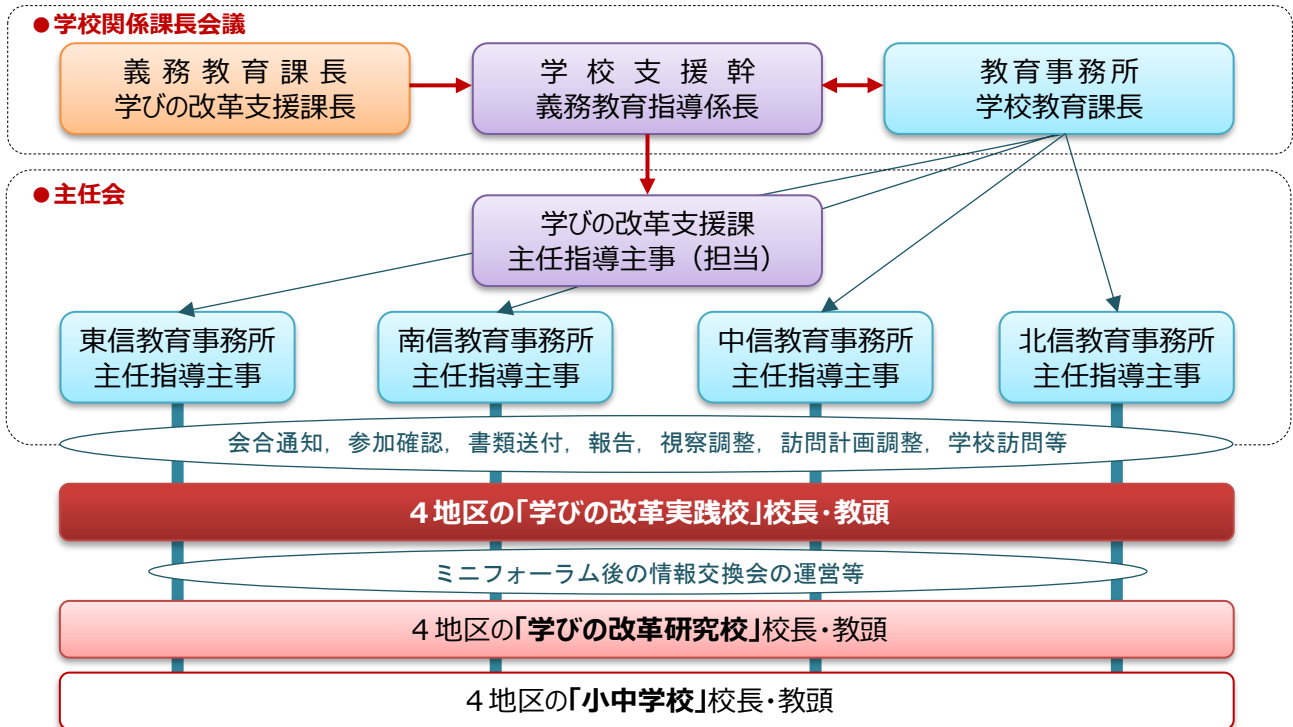 ●学校関係課長会議
義務教育課長
学びの改革支援課長
学校支援幹
義務教育指導係長
教育事務所
学校教育課長
●主任会
学びの改革支援課
主任指導主事（担当）
東信教育事務所
主任指導主事
南信教育事務所
主任指導主事
中信教育事務所
主任指導主事
北信教育事務所
主任指導主事
会合通知，参加確認，書類送付，報告，視察調整，訪問計画調整，学校訪問等
４地区の「学びの改革実践校」校長・教頭
ミニフォーラム後の情報交換会の運営等
４地区の「学びの改革研究校」校長・教頭
４地区の「小中学校」校長・教頭